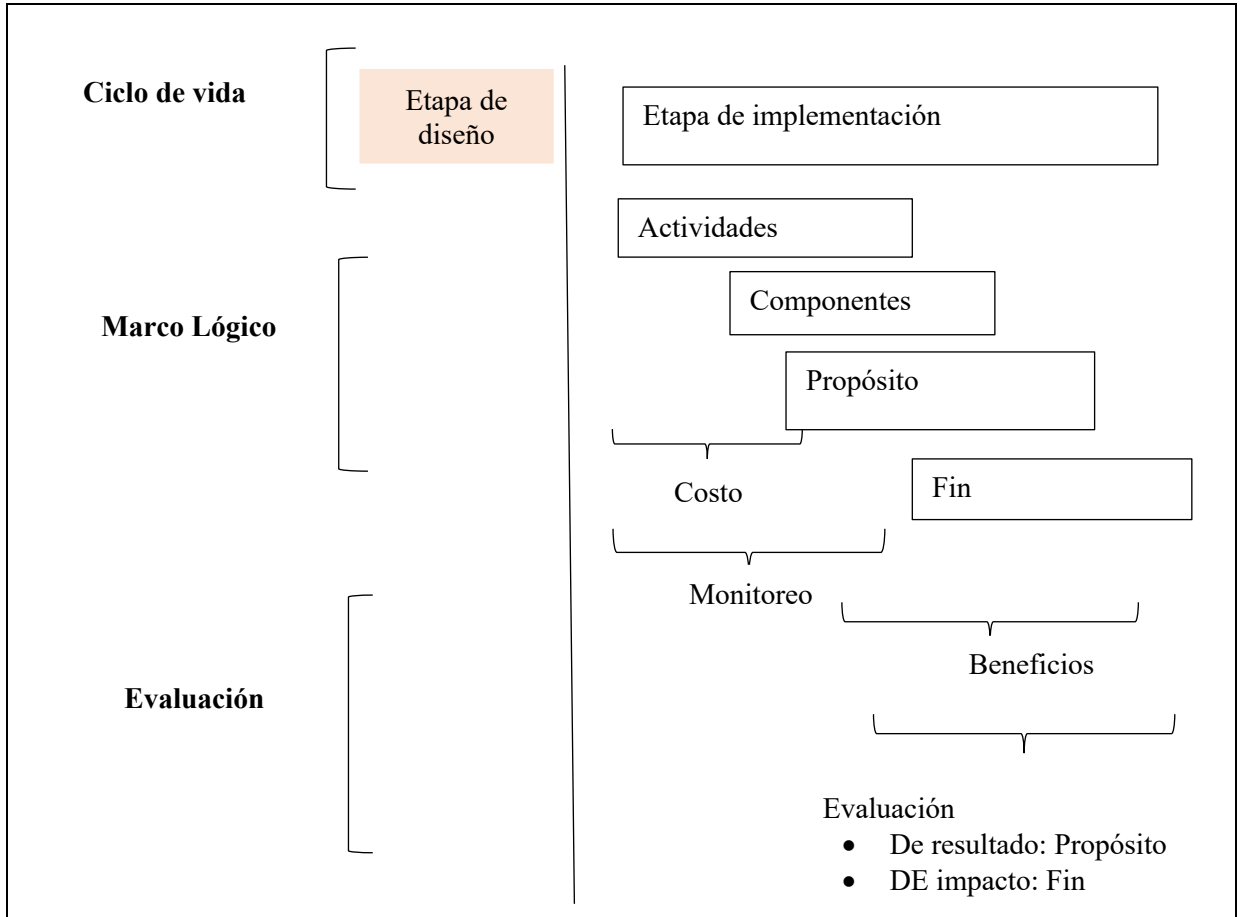 Ciclo de vida
Etapa de
diseño
Etapa de implementación
Actividades
Componentes
Marco Lógico
Propósito
Costo
Fin
Monitoreo
Beneficios
Evaluación
Evaluación
• De resultado: Propósito
• DE impacto: Fin